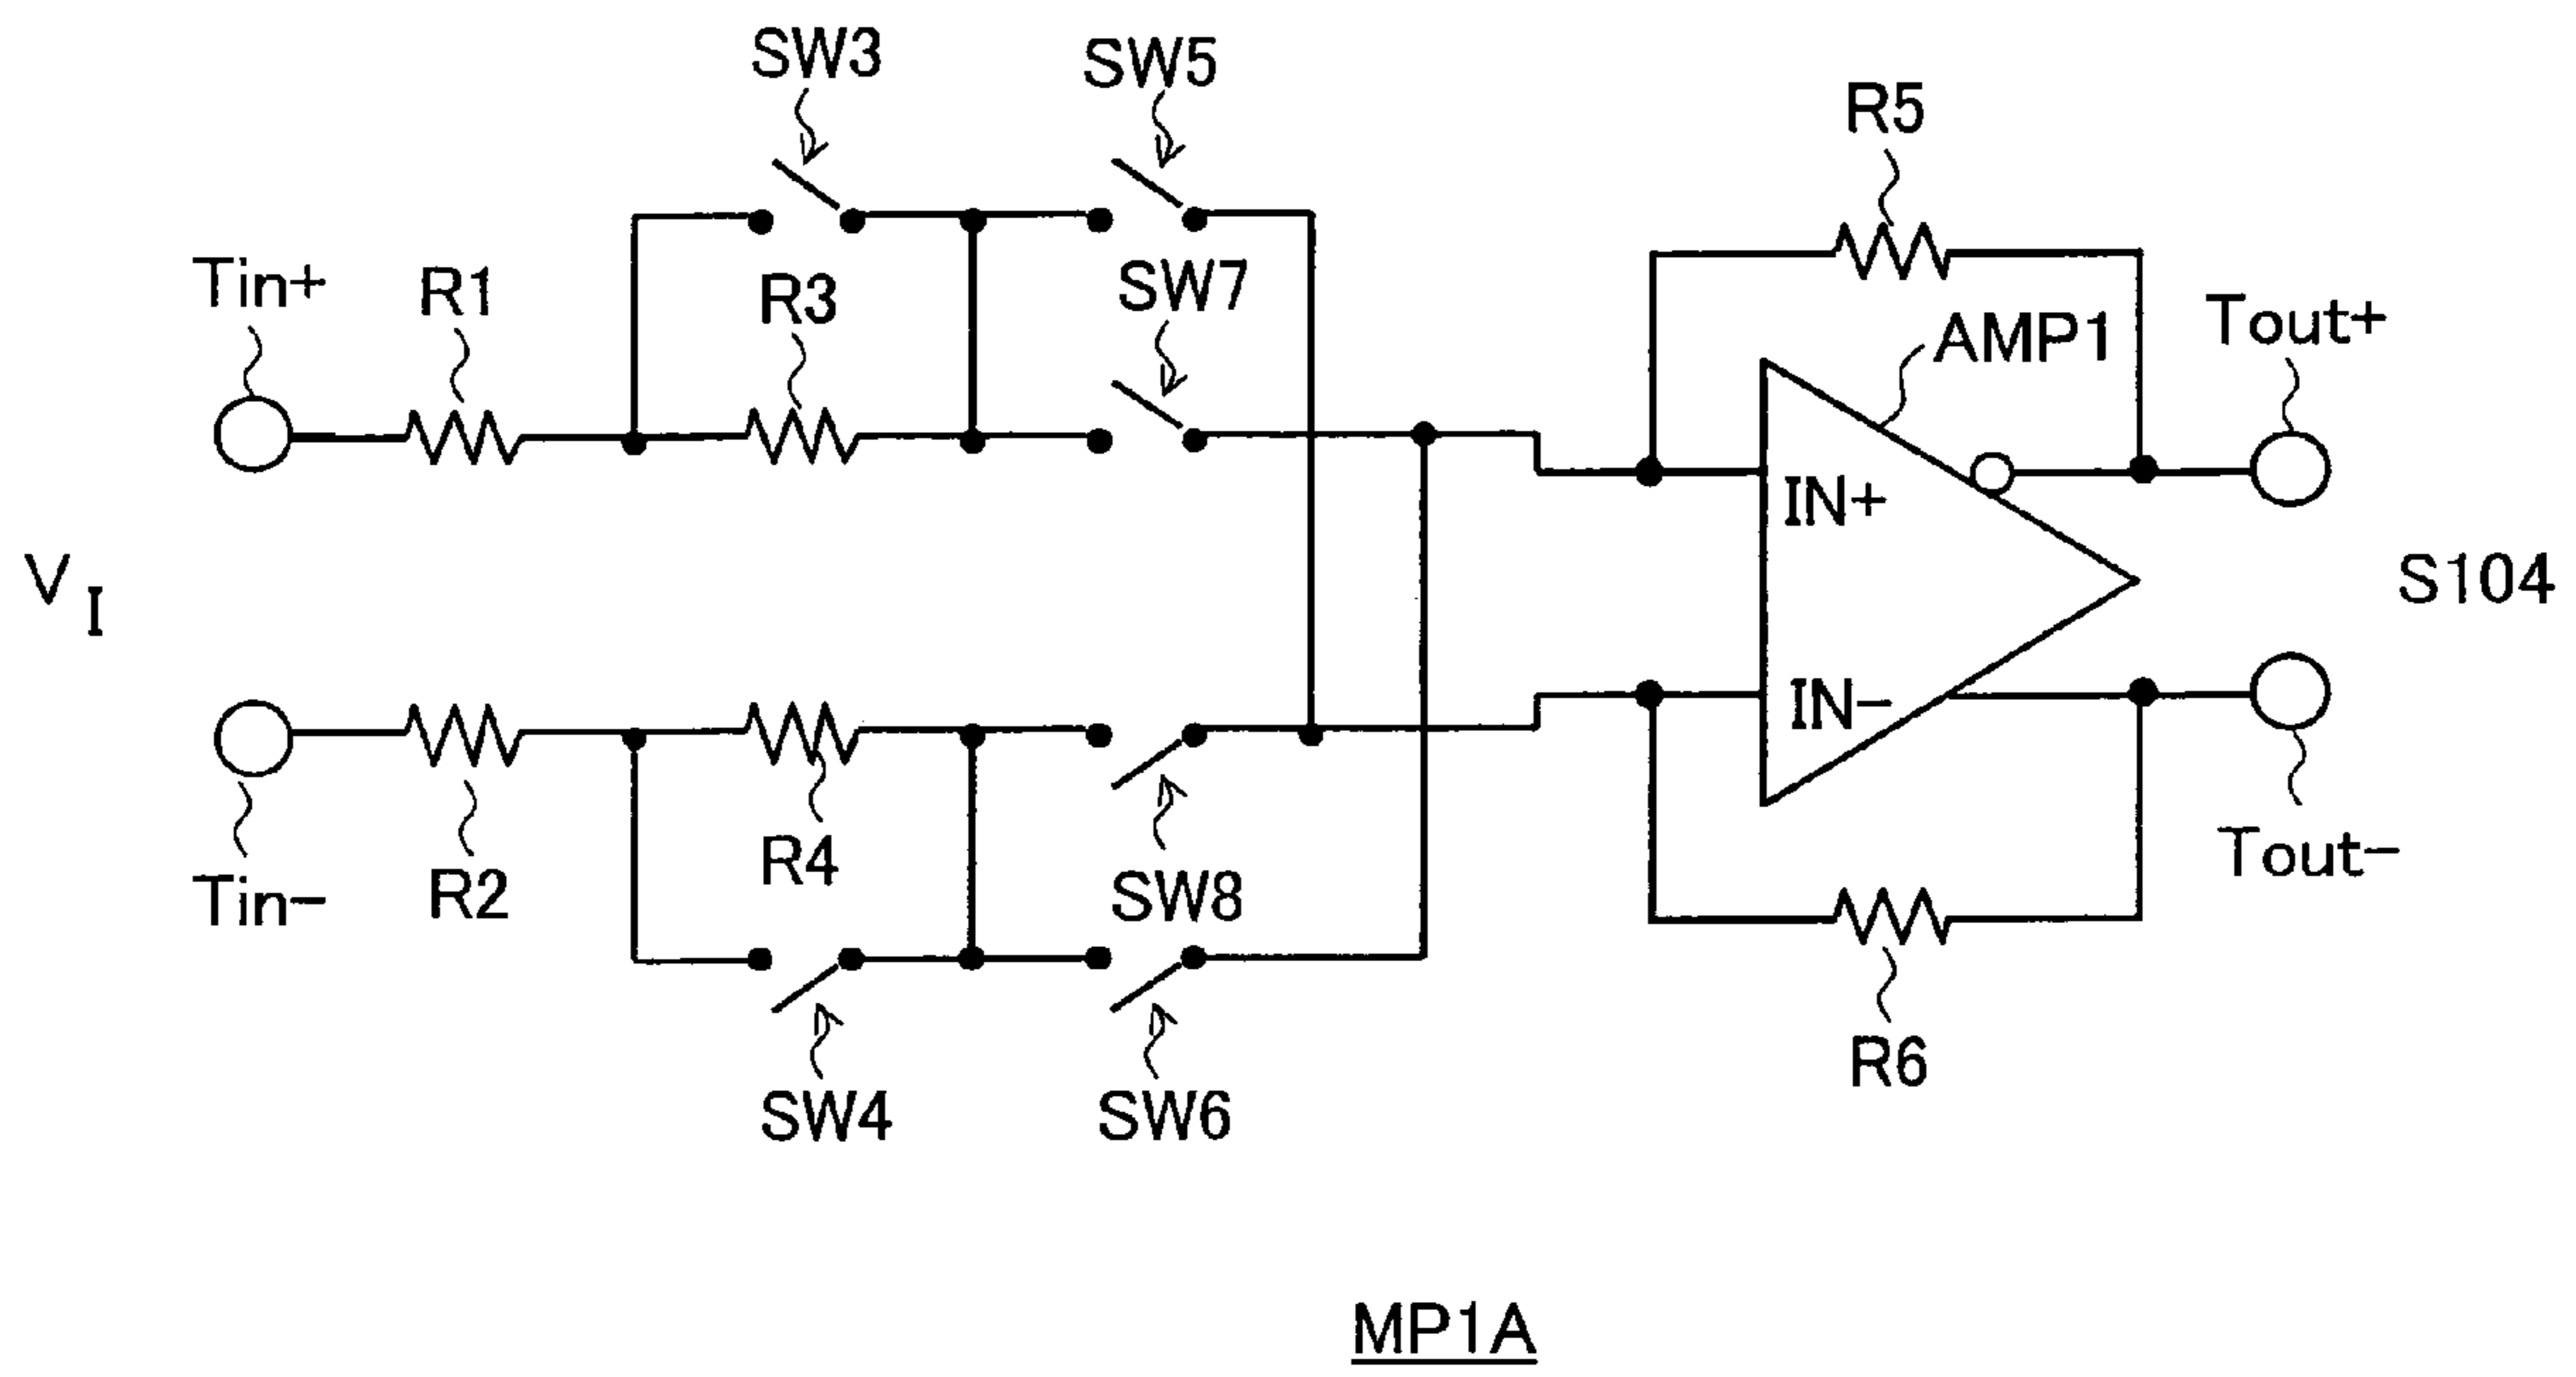 SW3
SW5
R5
Tin+
R1
R3
SW7
AMP1
Tout+
IN+
V I
S104
IN-
R4
SW8
Tout-
Tin-
R2
SW4
SW6
R6
MP1A